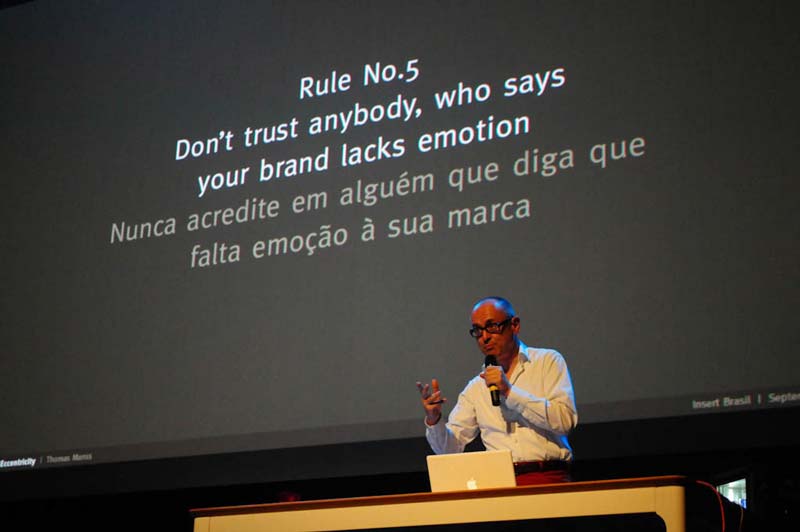 Rule No.5
Don't trust anybody, who says
your brand lacks emotion
Nunca acredite em alguém que diga que
falta emoção à sua marca
Insert Brasil | Septem
Eccentricity | Thomas Manss